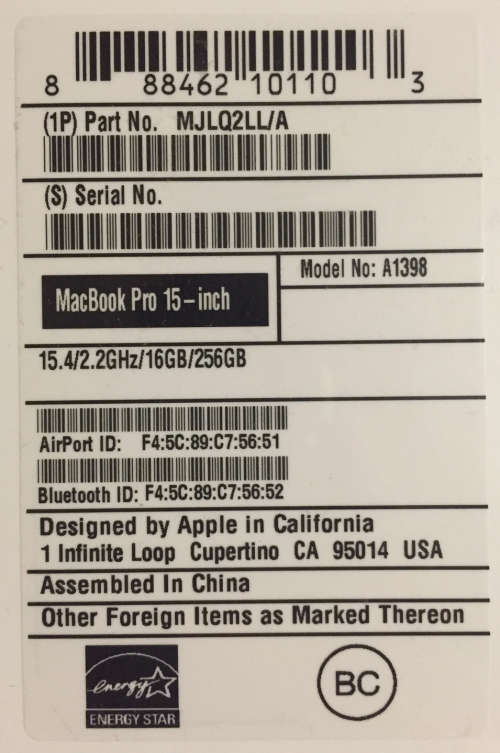 8 88462 10110 3
(1P) Part No. MJLQ2LL/A
(S) Serial No.
Model No: A1398
MacBook Pro 15-inch
15.4/2.2GHz/16GB/256GB
AirPort ID: F4:5C:89:C7:56:51
Bluetooth ID: F4:5C:89:C7:56:52
Designed by Apple in California
1 Infinite Loop Cupertino CA 95014 USA
Assembled In China
Other Foreign Items as Marked Thereon
energy
ENERGY STAR
BC